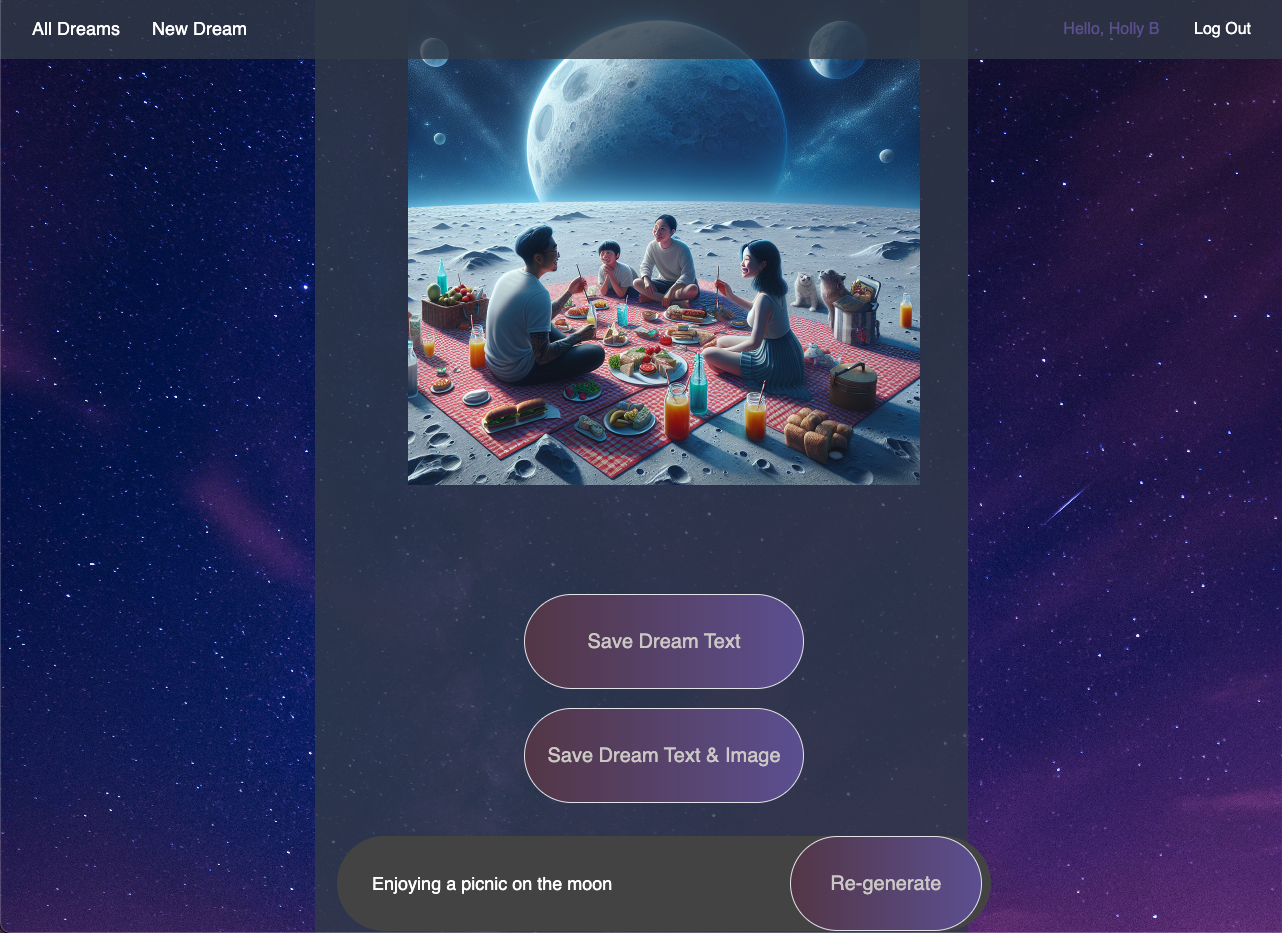 All Dreams
New Dream
Hello, Holly B
Log Out
Save Dream Text
Save Dream Text & Image
Enjoying a picnic on the moon
Re-generate